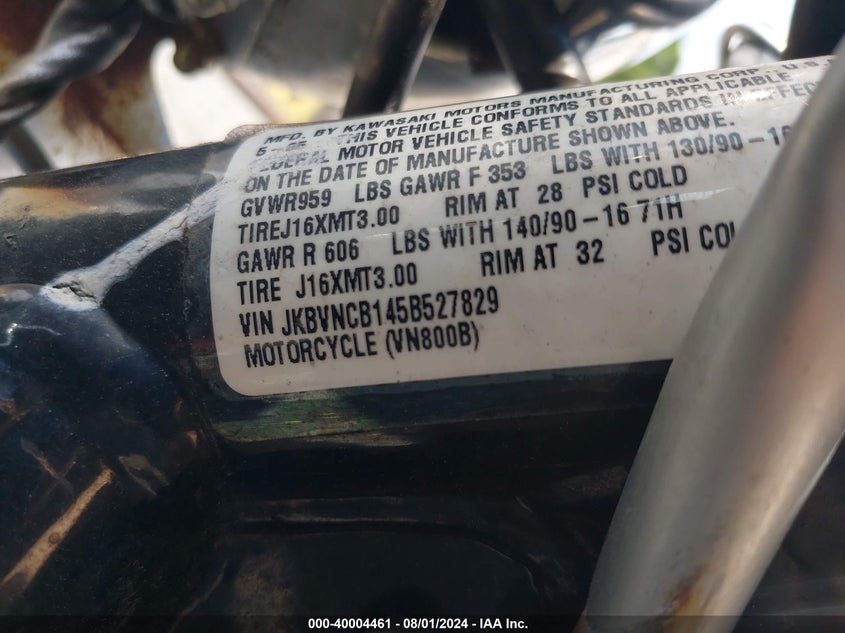 MFD. BY KAWASAKI MOTORS MANUFACTURING CORP. U.S.
THIS VEHICLE CONFORMS TO ALL APPLICABLE
FEDERAL MOTOR VEHICLE SAFETY STANDARDS IN
ON THE DATE OF MANUFACTURE SHOWN ABOVE.
GVWR959 LBS GAWR F 353 LBS WITH 130/90-16
TIREJ16XMT3.00 RIM AT 28 PSI COLD
GAWR R 606 LBS WITH 140/90-16 71H
TIRE J16XMT3.00 RIM AT 32 PSI
VIN JKBVNCB145B527829
MOTORCYCLE (VN800B)
000-40004461 - 08/01/2024 - IAA Inc.